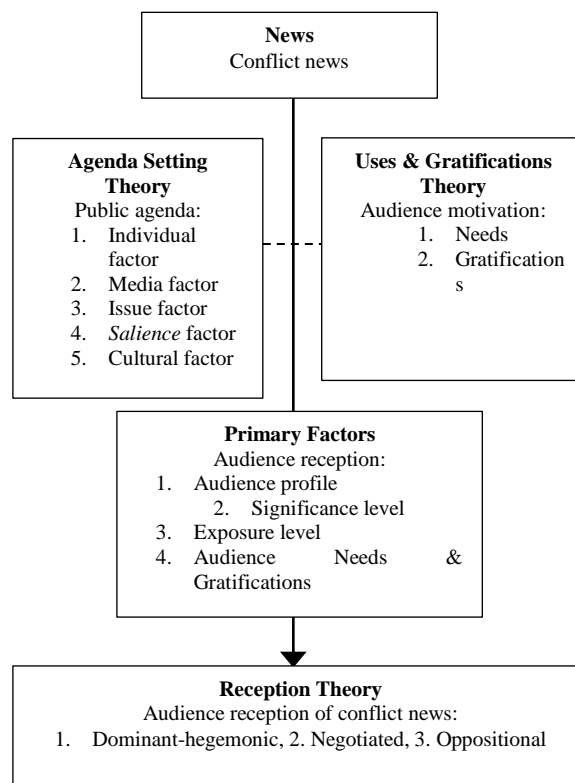 News
Conflict news
Agenda Setting
Theory
Public agenda:
1. Individual
factor
2. Media factor
3. Issue factor
4. Salience factor
5. Cultural factor
Uses & Gratifications
Theory
Audience motivation:
1. Needs
2. Gratification
s
Primary Factors
Audience reception:
1. Audience profile
2. Significance level
3. Exposure level
4. Audience Needs &
Gratifications
Reception Theory
Audience reception of conflict news:
1. Dominant-hegemonic, 2. Negotiated, 3. Oppositional